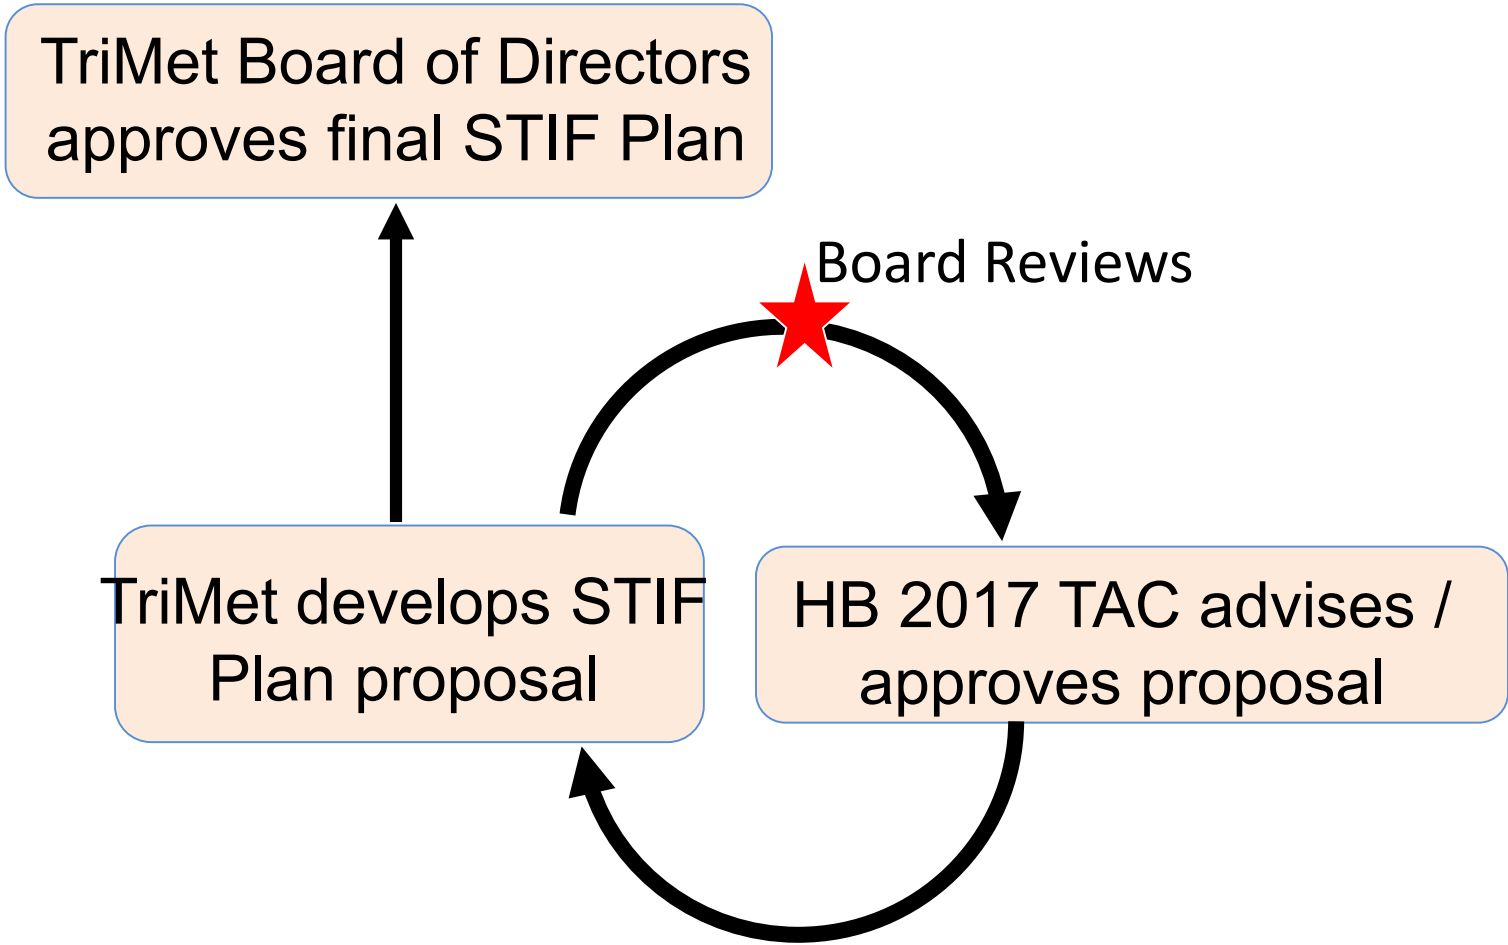 TriMet Board of Directors
approves final STIF Plan
Board Reviews
TriMet develops STIF
Plan proposal
HB 2017 TAC advises /
approves proposal